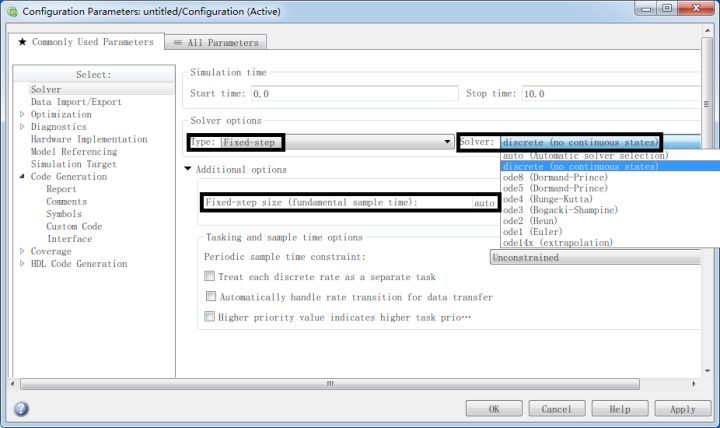 Configuration Parameters: untitled/Configuration (Active)
★ Commonly Used Parameters
≡ All Parameters
Select:
Solver
Data Import/Export
Optimization
Diagnostics
Hardware Implementation
Model Referencing
Simulation Target
Code Generation
Report
Comments
Symbols
Custom Code
Interface
Coverage
HDL Code Generation
Simulation time
Start time: 0.0
Stop time: 10.0
Solver options
Type: Fixed-step
Solver: discrete (no continuous states)
auto (Automatic solver selection)
discrete (no continuous states)
ode8 (Dormand-Prince)
ode5 (Dormand-Prince)
ode4 (Runge-Kutta)
ode3 (Bogacki-Shampine)
ode2 (Heun)
ode1 (Euler)
ode14x (extrapolation)
Additional options
Fixed-step size (fundamental sample time): auto
Tasking and sample time options
Periodic sample time constraint: Unconstrained
Treat each discrete rate as a separate task
Automatically handle rate transition for data transfer
Higher priority value indicates higher task prio…
OK
Cancel
Help
Apply